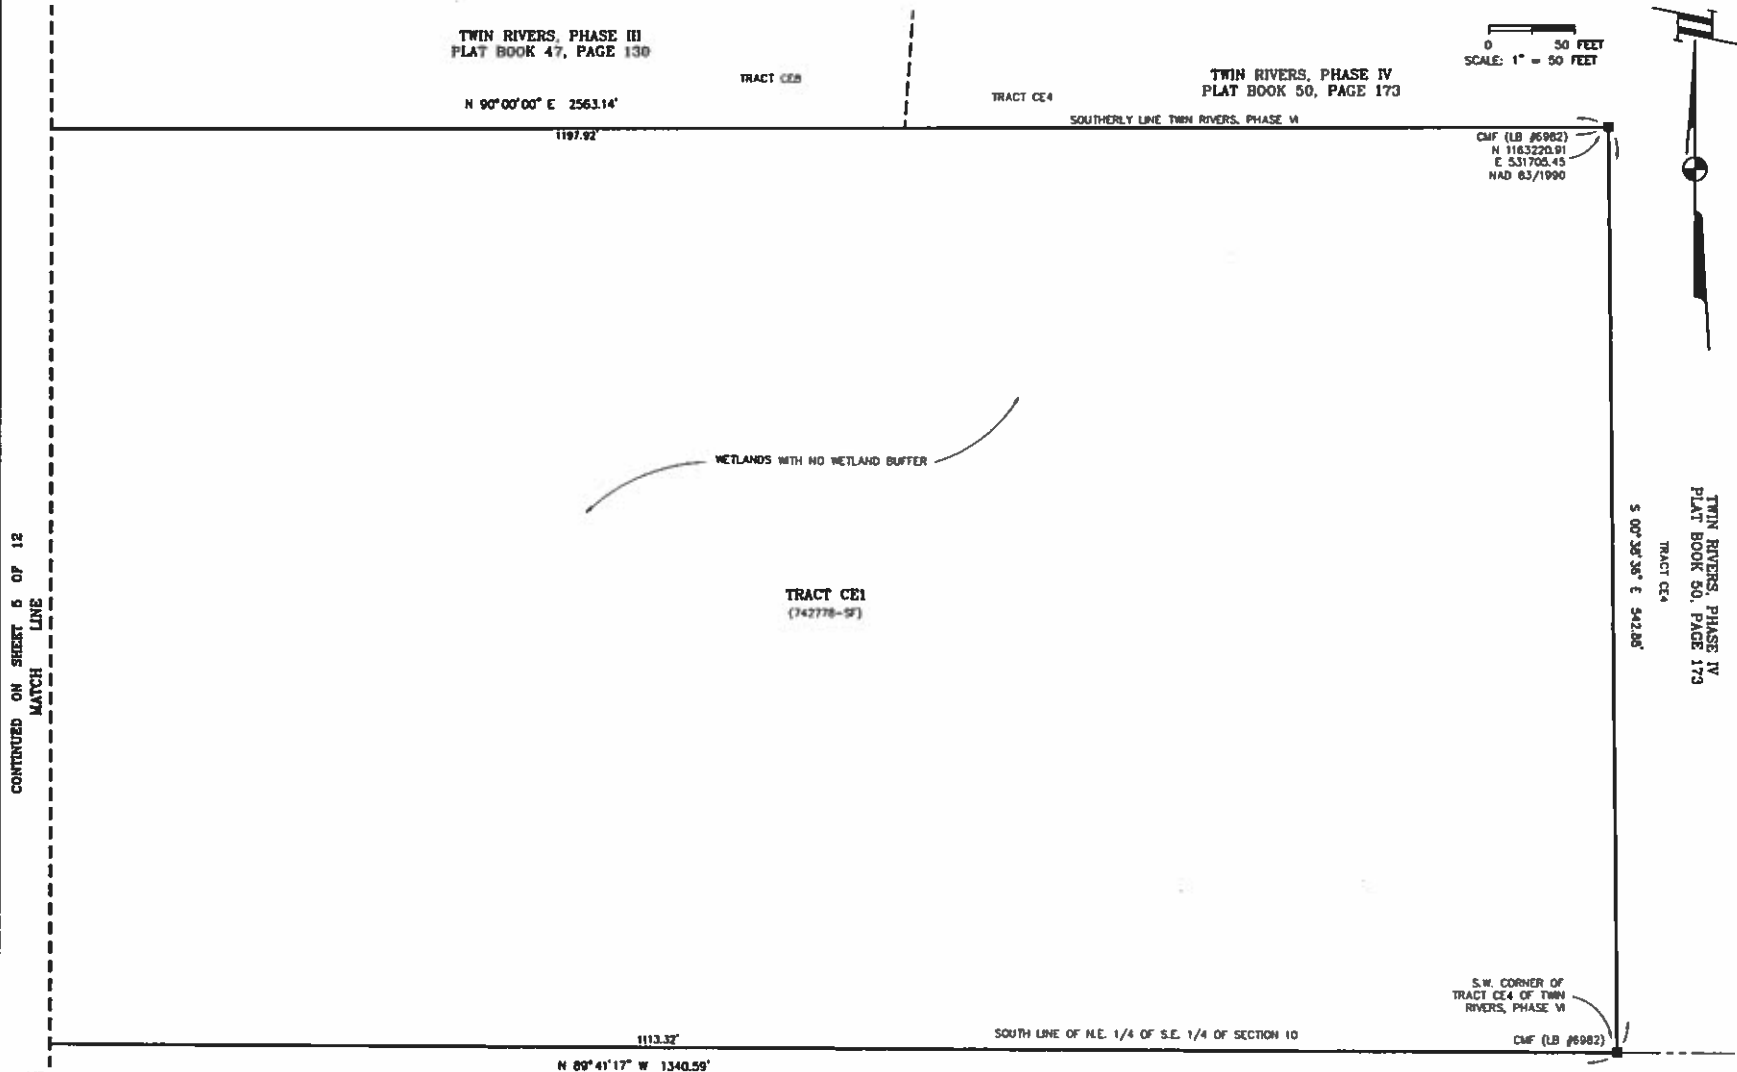 TWIN RIVERS, PHASE III
PLAT BOOK 47, PAGE 130
TRACT CE8
N 90°00'00" E 2563.14'
1197.92'
TRACT CE4
TWIN RIVERS, PHASE IV
PLAT BOOK 50, PAGE 173
SOUTHERLY LINE TWIN RIVERS, PHASE VI
0 50 FEET
SCALE: 1" = 50 FEET
CMF (LB #6982)
N 1163220.91
E 531705.45
NAD 83/1990
WETLANDS WITH NO WETLAND BUFFER
TRACT CE1
(742778-SF)
CONTINUED ON SHEET 5 OF 12
MATCH LINE
S 00°38'36" E 542.86'
TRACT CE4
TWIN RIVERS, PHASE IV
PLAT BOOK 50, PAGE 173
S.W. CORNER OF
TRACT CE4 OF TWIN
RIVERS, PHASE VI
1113.32'
SOUTH LINE OF N.E. 1/4 OF S.E. 1/4 OF SECTION 10
CMF (LB #6982)
N 89°41'17" W 1340.59'